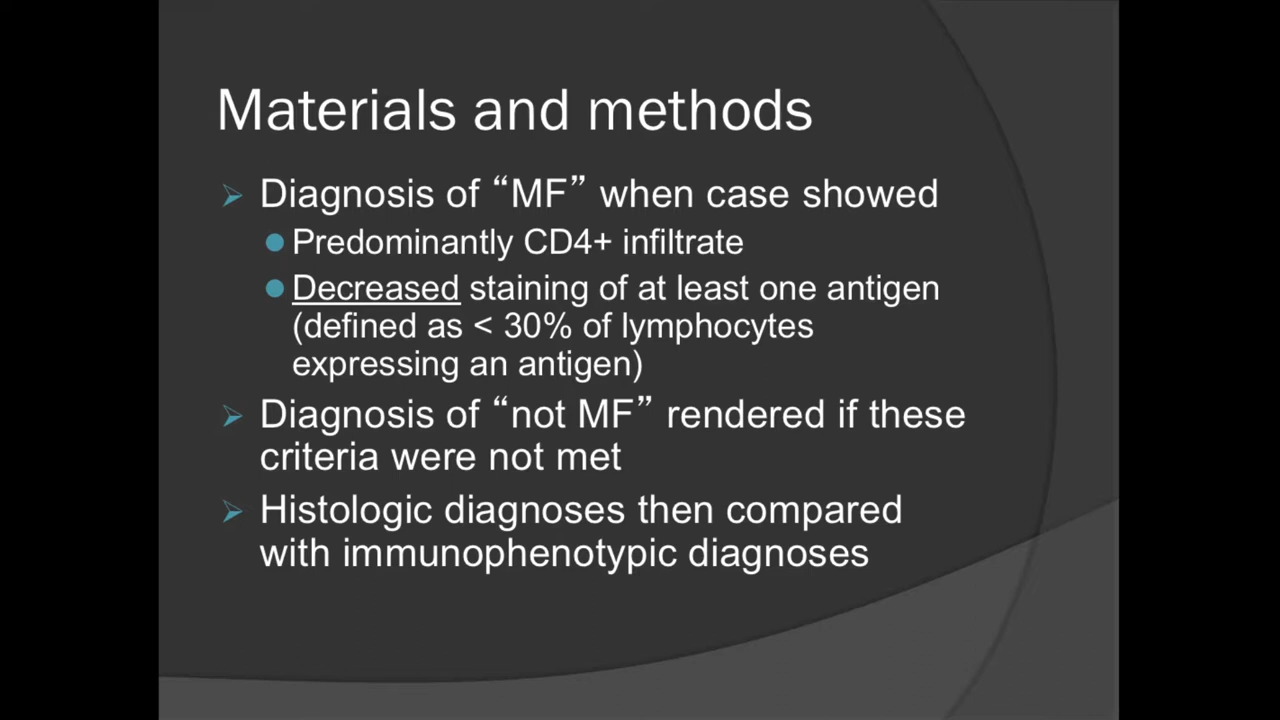 Materials and methods
Diagnosis of “MF” when case showed
Predominantly CD4+ infiltrate
Decreased staining of at least one antigen
(defined as < 30% of lymphocytes
expressing an antigen)
Diagnosis of “not MF” rendered if these
criteria were not met
Histologic diagnoses then compared
with immunophenotypic diagnoses